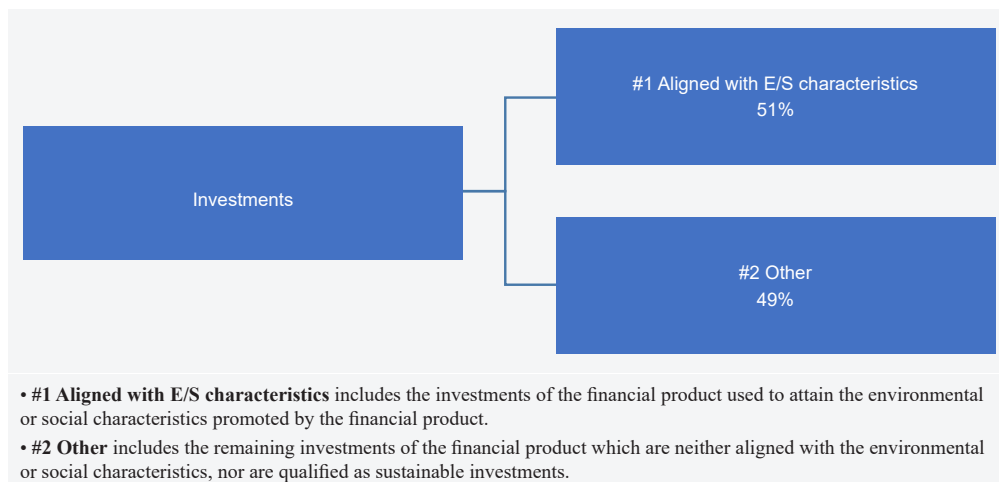 #1 Aligned with E/S characteristics
51%
Investments
#2 Other
49%
• #1 Aligned with E/S characteristics includes the investments of the financial product used to attain the environmental
or social characteristics promoted by the financial product.
• #2 Other includes the remaining investments of the financial product which are neither aligned with the environmental
or social characteristics, nor are qualified as sustainable investments.